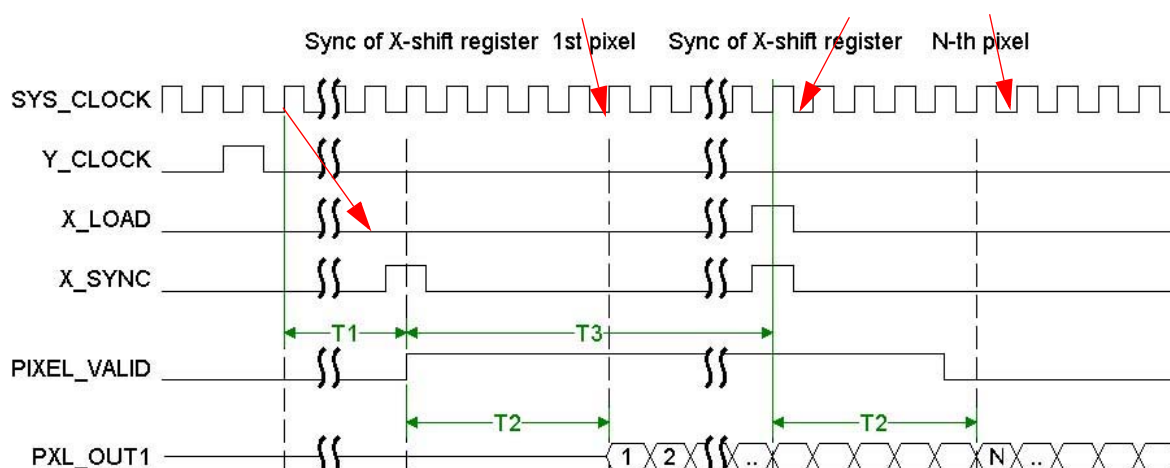 Sync of X-shift register 1st pixel Sync of X-shift register N-th pixel
SYS_CLOCK
Y_CLOCK
X_LOAD
X_SYNC
T1 T3
PIXEL_VALID
T2 T2
PXL_OUT1 1 2 .. N ..